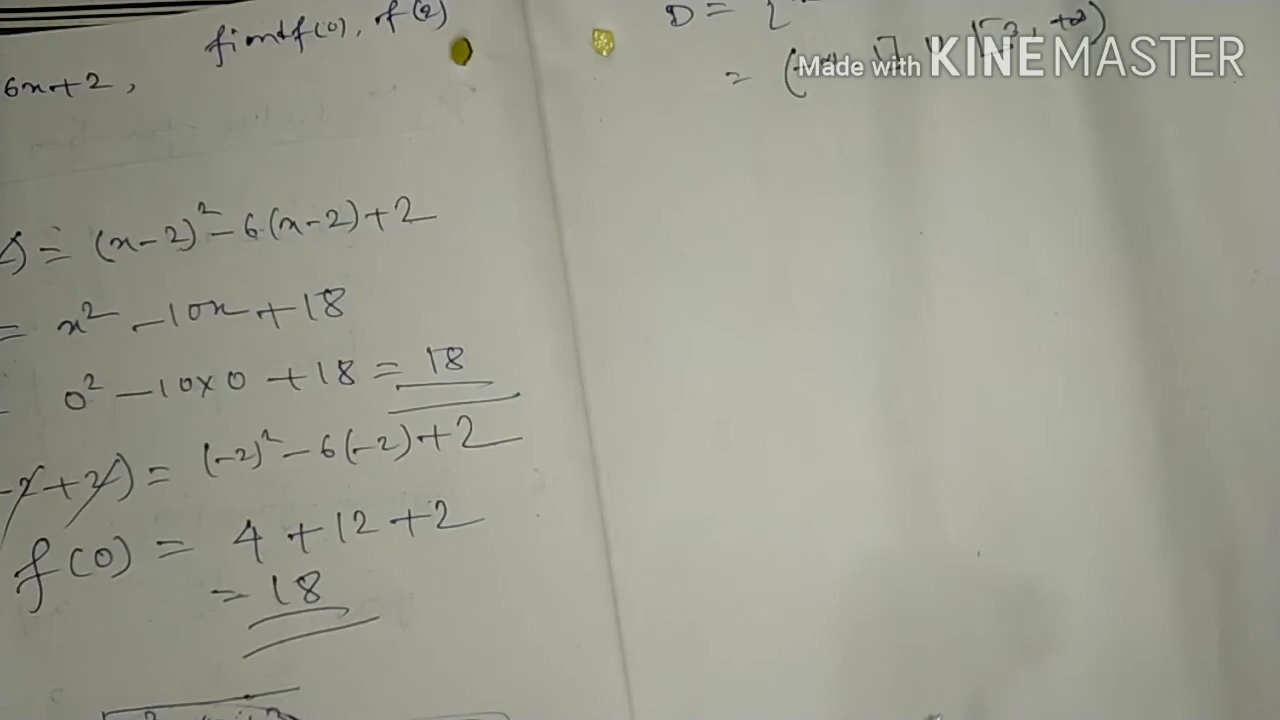 find f(0), f(2)
6x+2,
= (x-2)² - 6(x-2)+2
= x² - 10x + 18
0² - 10×0 + 18 = 18
-2+2) = (-2)² - 6(-2)+2
f(0) = 4 + 12 + 2
= 18
D = {
= (
+∞)
Made with KINEMASTER